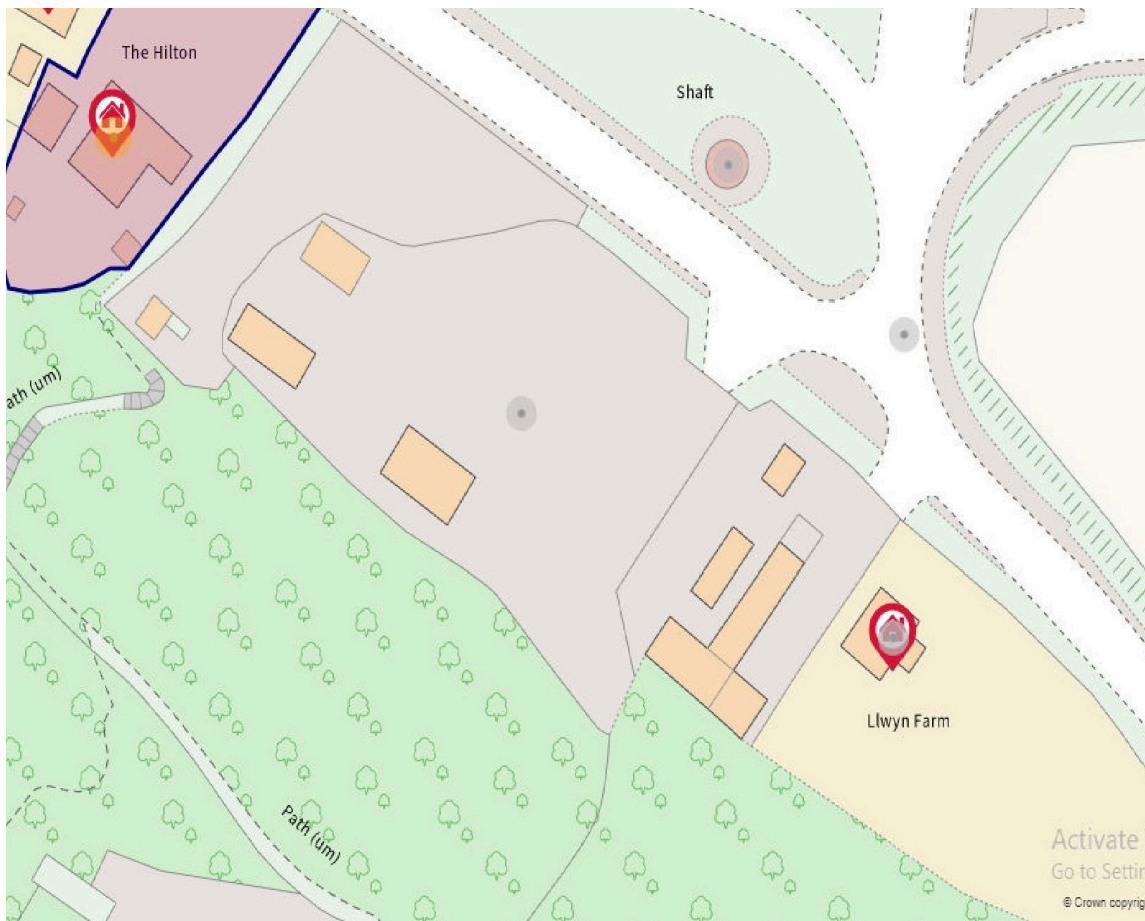 The Hilton
Shaft
ath (um)
Llwyn Farm
Path (um)
Activate
Go to Settin
© Crown copyrig